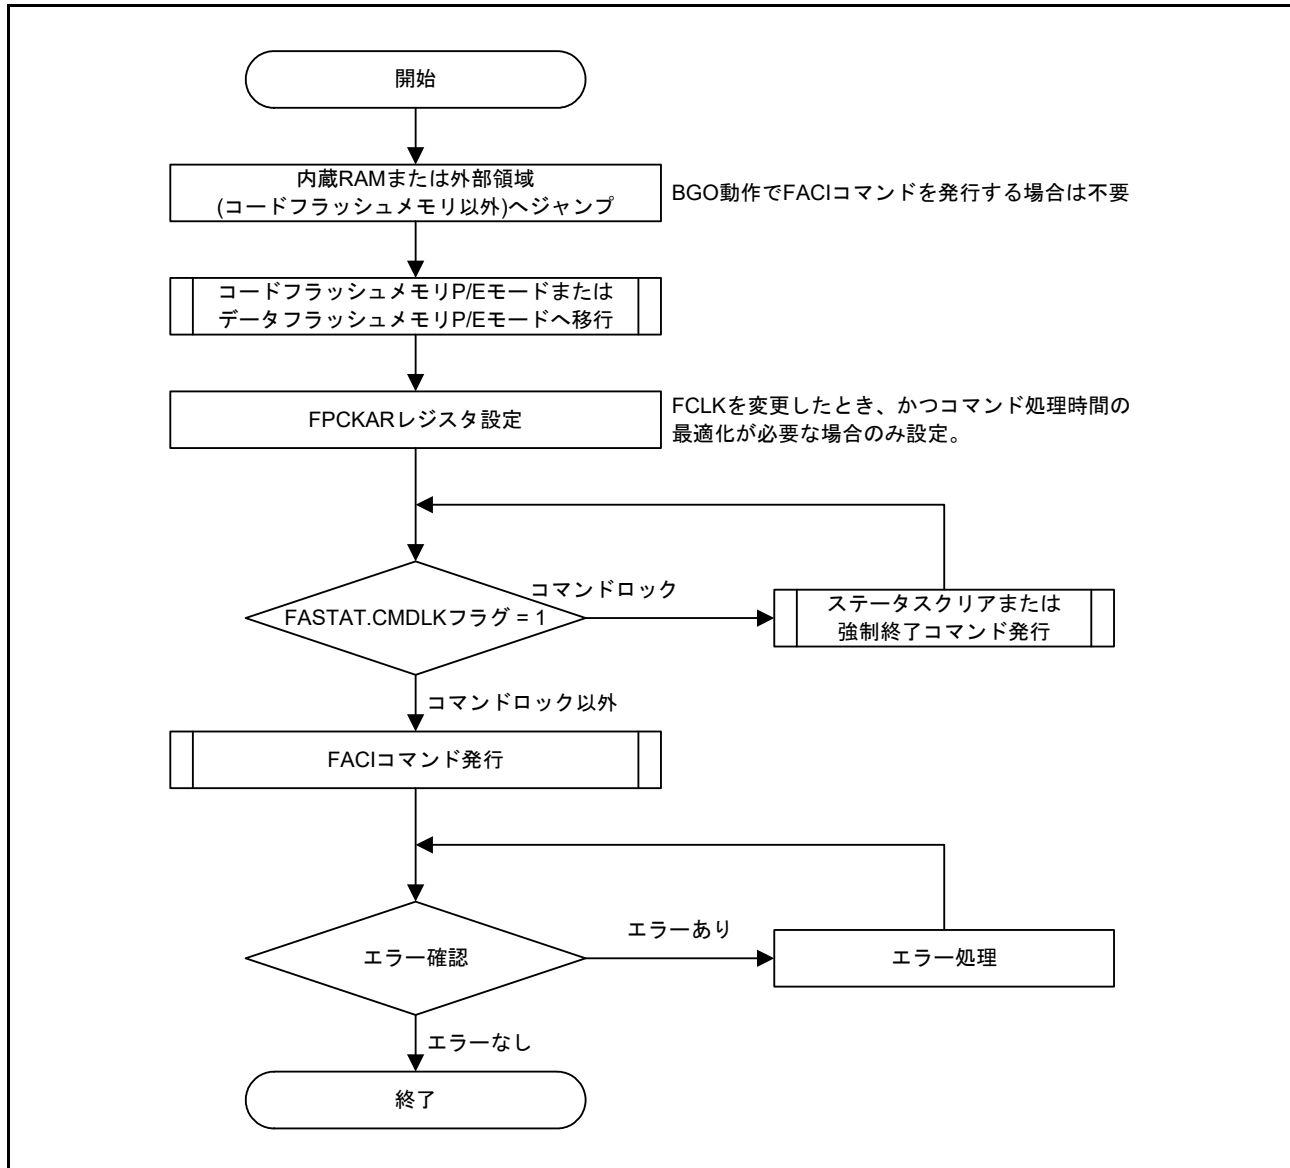 開始
内蔵RAMまたは外部領域
(コードフラッシュメモリ以外)へジャンプ
BGO動作でFACIコマンドを発行する場合は不要
コードフラッシュメモリP/Eモードまたは
データフラッシュメモリP/Eモードへ移行
FPCKARレジスタ設定
FCLKを変更したとき、かつコマンド処理時間の
最適化が必要な場合のみ設定。
FASTAT.CMDLKフラグ = 1
コマンドロック
ステータスクリアまたは
強制終了コマンド発行
コマンドロック以外
FACIコマンド発行
エラー確認
エラーあり
エラー処理
エラーなし
終了